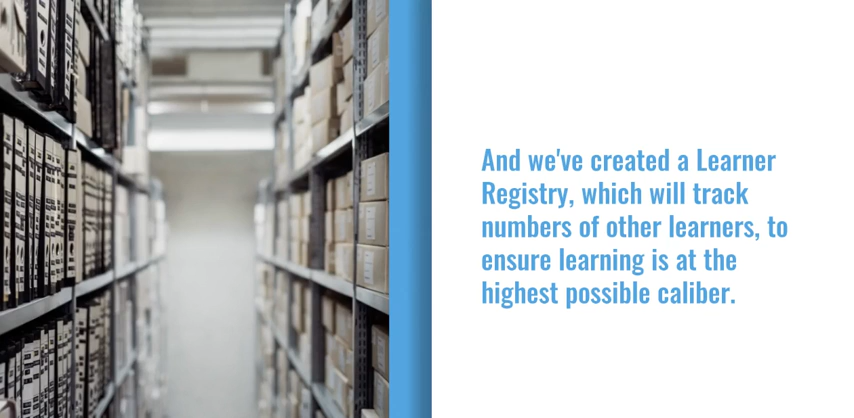 And we've created a Learner
Registry, which will track
numbers of other learners, to
ensure learning is at the
highest possible caliber.